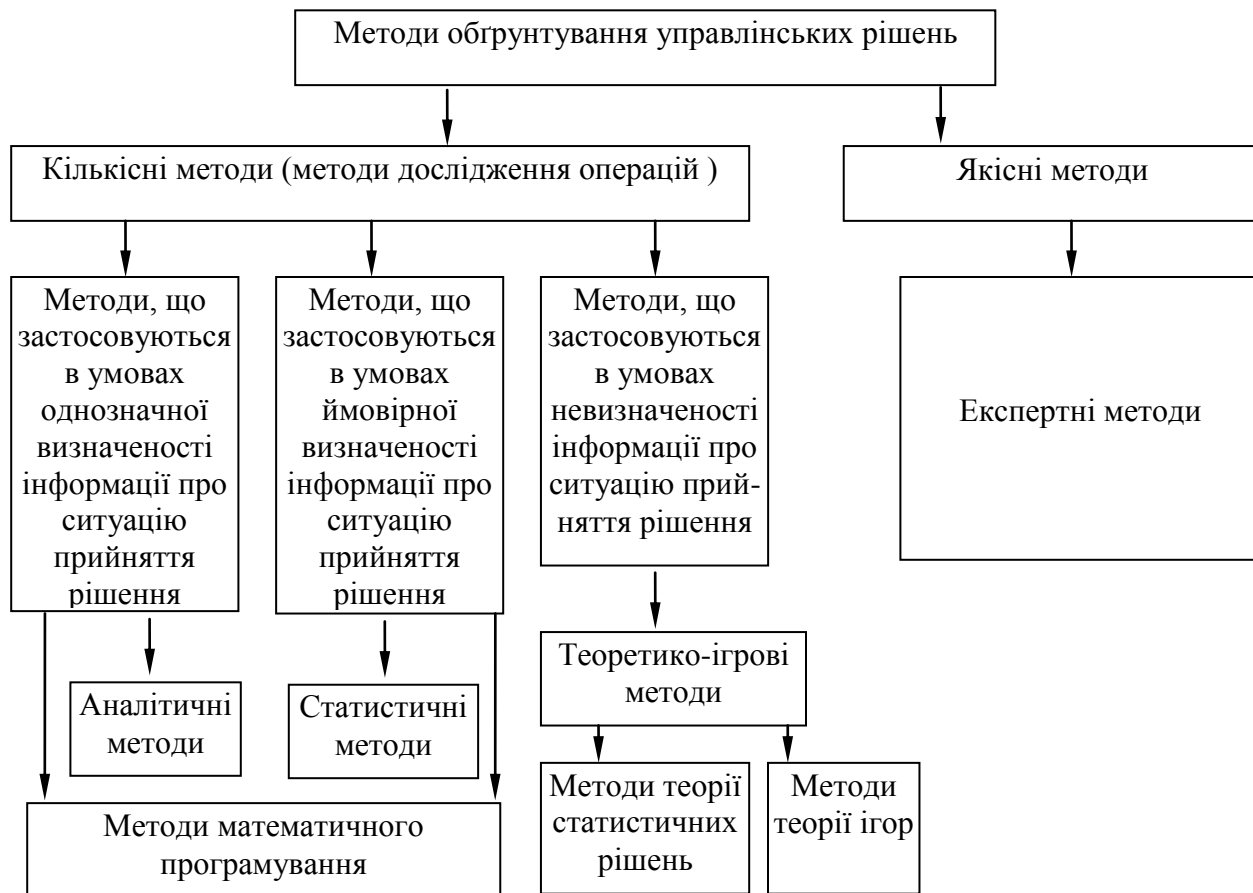 Методи обґрунтування управлінських рішень
Кількісні методи (методи дослідження операцій )
Якісні методи
Методи, що
застосовуються
в умовах
однозначної
визначеності
інформації про
ситуацію
прийняття
рішення
Методи, що
застосовуються
в умовах
ймовірної
визначеності
інформації про
ситуацію
прийняття
рішення
Методи, що
застосовуються
в умовах
невизначеності
інформації про
ситуацію прий-
няття рішення
Експертні методи
Аналітичні
методи
Статистичні
методи
Теоретико-ігрові
методи
Методи математичного
програмування
Методи теорії
статистичних
рішень
Методи
теорії ігор